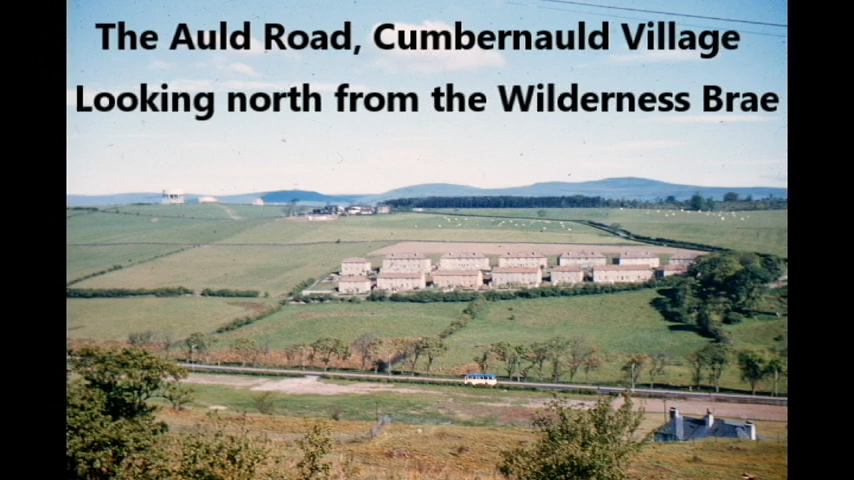 The Auld Road, Cumbernauld Village
Looking north from the Wilderness Brae